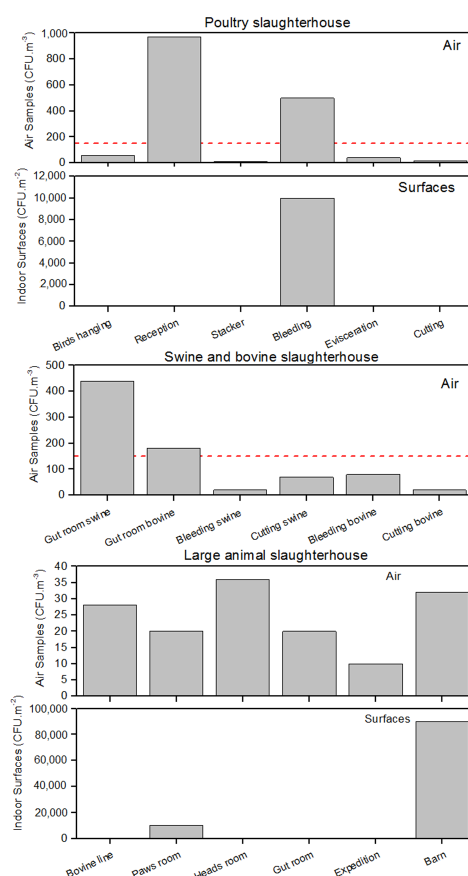 Poultry slaughterhouse
Air
Air Samples (CFU.m-3)
1,000
800
600
400
200
0
Surfaces
Indoor Surfaces (CFU.m-2)
12,000
10,000
8,000
6,000
4,000
2,000
0
Birds hanging
Reception
Stacker
Bleeding
Evisceration
Cutting
Swine and bovine slaughterhouse
Air
Air Samples (CFU.m-3)
500
400
300
200
100
0
Gut room swine
Gut room bovine
Bleeding swine
Cutting swine
Bleeding bovine
Cutting bovine
Large animal slaughterhouse
Air
Air Samples (CFU.m-3)
40
35
30
25
20
15
10
5
0
Surfaces
Indoor Surfaces (CFU.m-2)
100,000
80,000
60,000
40,000
20,000
0
Bovine line
Paws room
Heads room
Gut room
Expedition
Barn